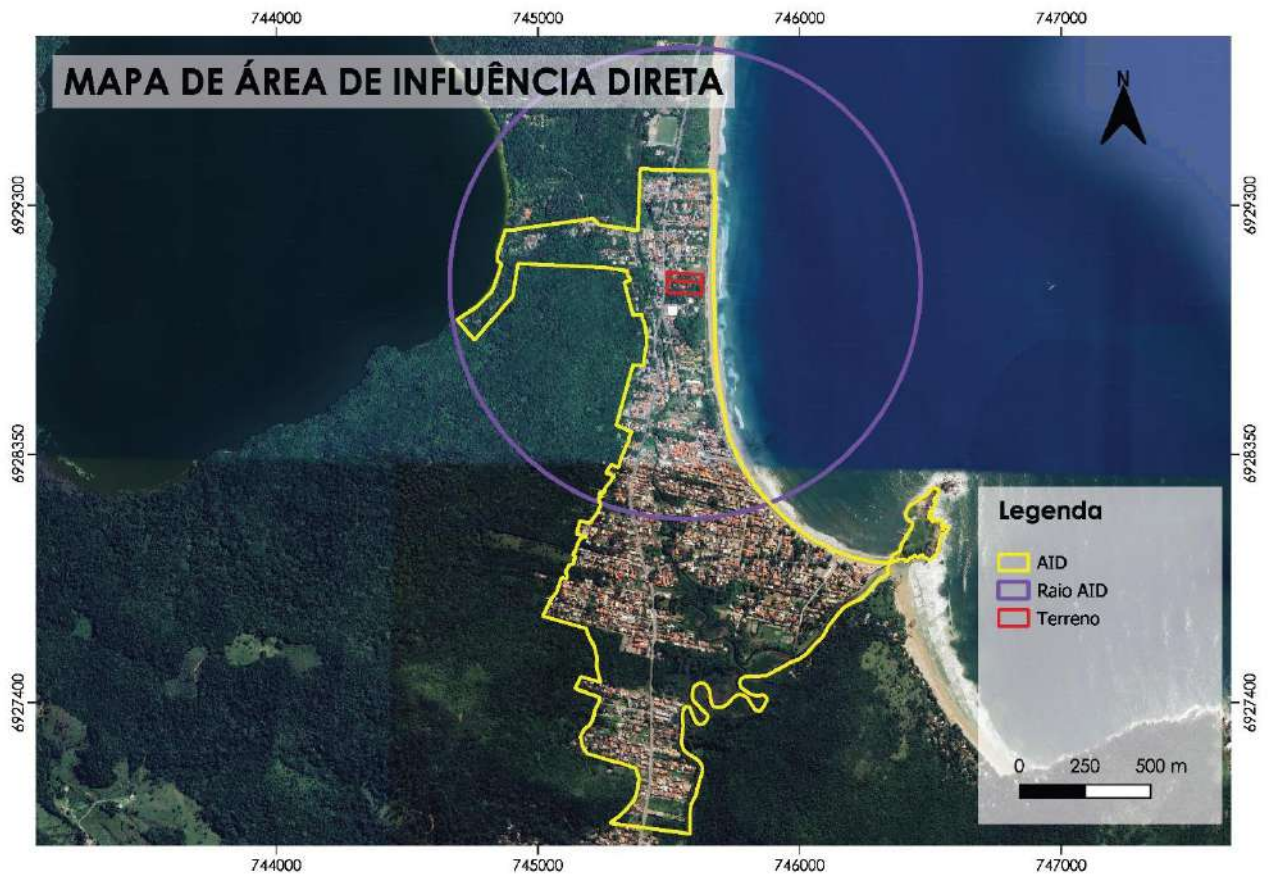 744000 745000 746000 747000
MAPA DE ÁREA DE INFLUÊNCIA DIRETA
N
6929300 6929300
6928350 6928350
Legenda
AID
Raio AID
Terreno
6927400 6927400
0 250 500 m
744000 745000 746000 747000